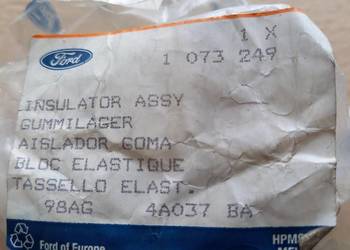 1 X
Ford
1 073 249
INSULATOR ASSY
GUMMILAGER
AISLADOR GOMA
BLOC ELASTIQUE
TASSELLO ELAST.
98AG 4A037 BA
Ford of Europe